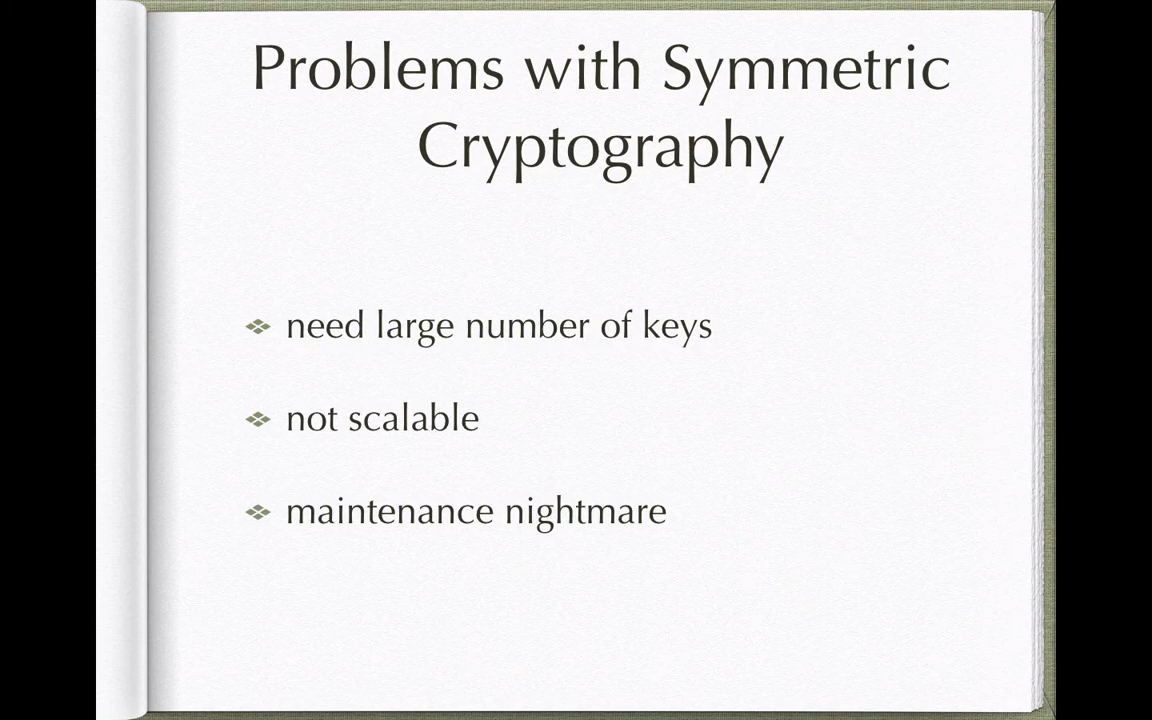 Problems with Symmetric
Cryptography
need large number of keys
not scalable
maintenance nightmare